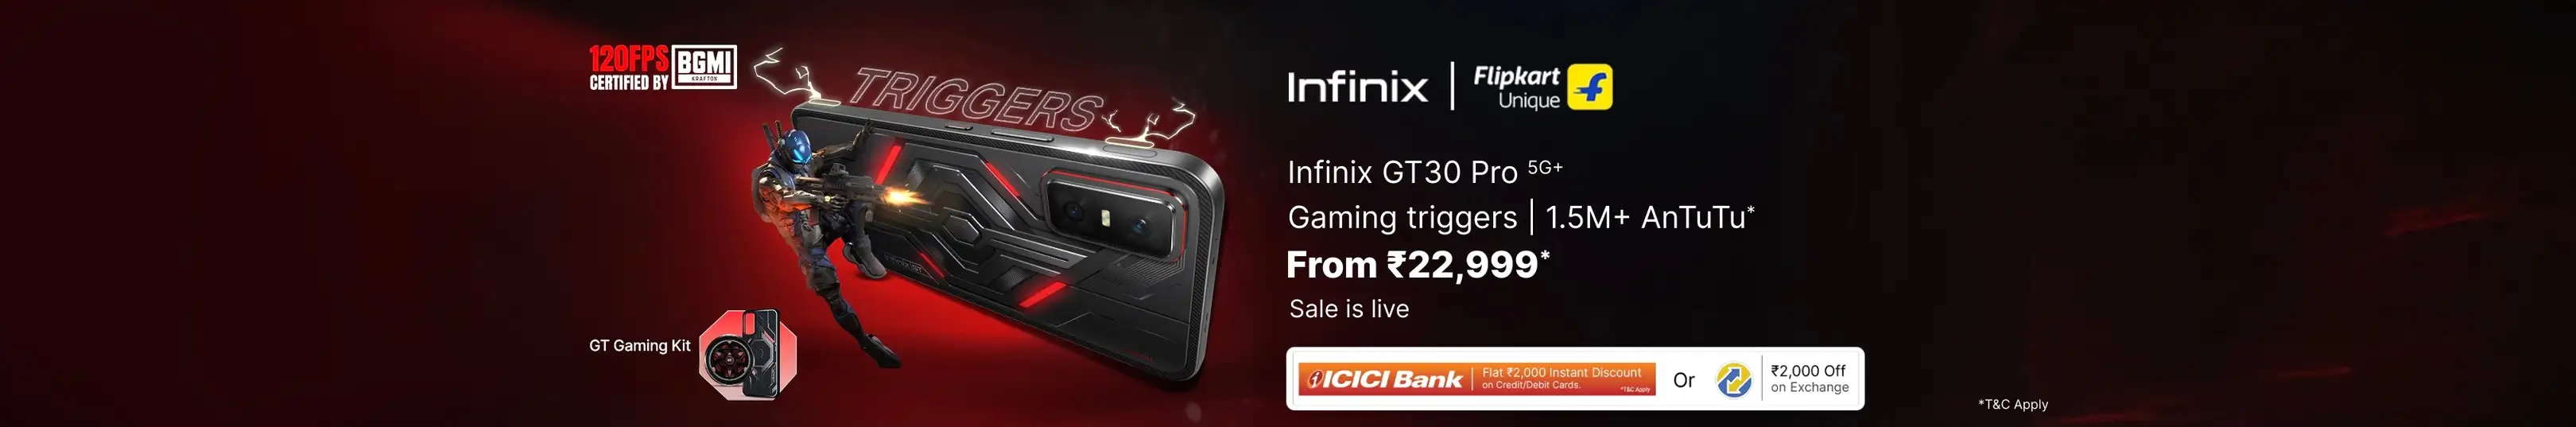 120FPS
CERTIFIED BY
BGMI
KRAFTON
TRIGGERS
GT Gaming Kit
Infinix | Flipkart
Unique
Infinix GT30 Pro 5G+
Gaming triggers | 1.5M+ AnTuTu*
From ₹22,999*
Sale is live
ICICI Bank | Flat ₹2,000 Instant Discount
on Credit/Debit Cards.
*T&C Apply
Or
₹2,000 Off
on Exchange
*T&C Apply